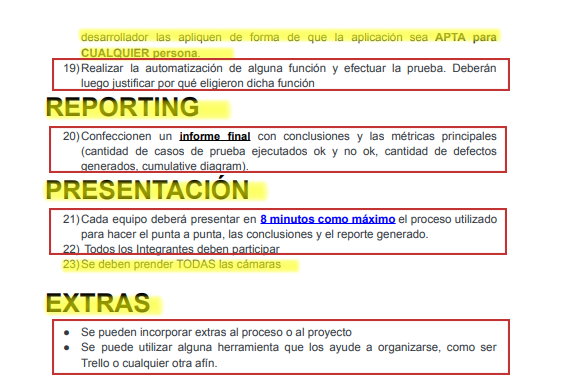 desarrollador las apliquen de forma de que la aplicación sea APTA para
CUALQUIER persona.
19) Realizar la automatización de alguna función y efectuar la prueba. Deberán
luego justificar por qué eligieron dicha función
REPORTING
20) Confeccionen un informe final con conclusiones y las métricas principales
(cantidad de casos de prueba ejecutados ok y no ok, cantidad de defectos
generados, cumulative diagram).
PRESENTACIÓN
21) Cada equipo deberá presentar en 8 minutos como máximo el proceso utilizado
para hacer el punto a punto, las conclusiones y el reporte generado.
22) Todos los Integrantes deben participar
23) Se deben prender TODAS las cámaras
EXTRAS
● Se pueden incorporar extras al proceso o al proyecto
● Se puede utilizar alguna herramienta que los ayude a organizarse, como ser
Trello o cualquier otra afín.